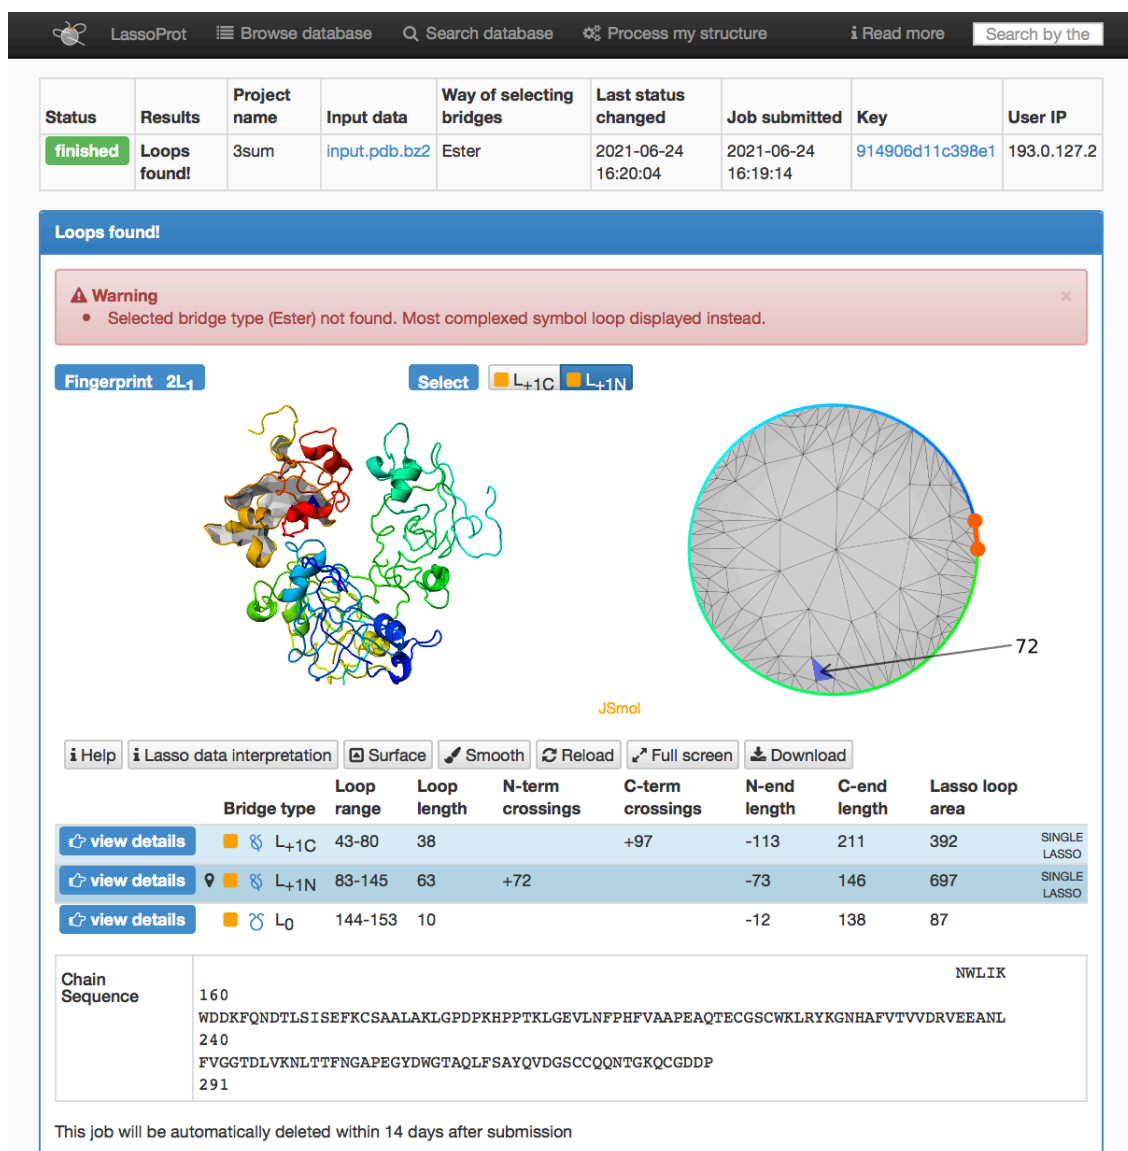 LassoProt Browse database Search database Process my structure i Read more Search by the
Status Results Project name Input data Way of selecting bridges Last status changed Job submitted Key User IP
finished Loops found! 3sum input.pdb.bz2 Ester 2021-06-24 16:20:04 2021-06-24 16:19:14 914906d11c398e1 193.0.127.2
Loops found!
Warning ×
• Selected bridge type (Ester) not found. Most complexed symbol loop displayed instead.
Fingerprint 2L1 Select L+1C L+1N
72
JSmol
i Help i Lasso data interpretation Surface Smooth Reload Full screen Download
Bridge type Loop range Loop length N-term crossings C-term crossings N-end length C-end length Lasso loop area
view details L+1C 43-80 38 +97 -113 211 392 SINGLE LASSO
view details L+1N 83-145 63 +72 -73 146 697 SINGLE LASSO
view details L0 144-153 10 -12 138 87
Chain Sequence
NWLIK
160
WDDKFQNDTLSISEFKCSAALAKLGPDPKHPPTKLGEVLNFPHFVAAPEAQTECGSCWKLRYKGNHAFVTVVDRVEEANL
240
FVGGTDLVKNLTTFNGAPEGYDWGTAQLFSAYQVDGSCCQQNTGKQCGDDP
291
This job will be automatically deleted within 14 days after submission